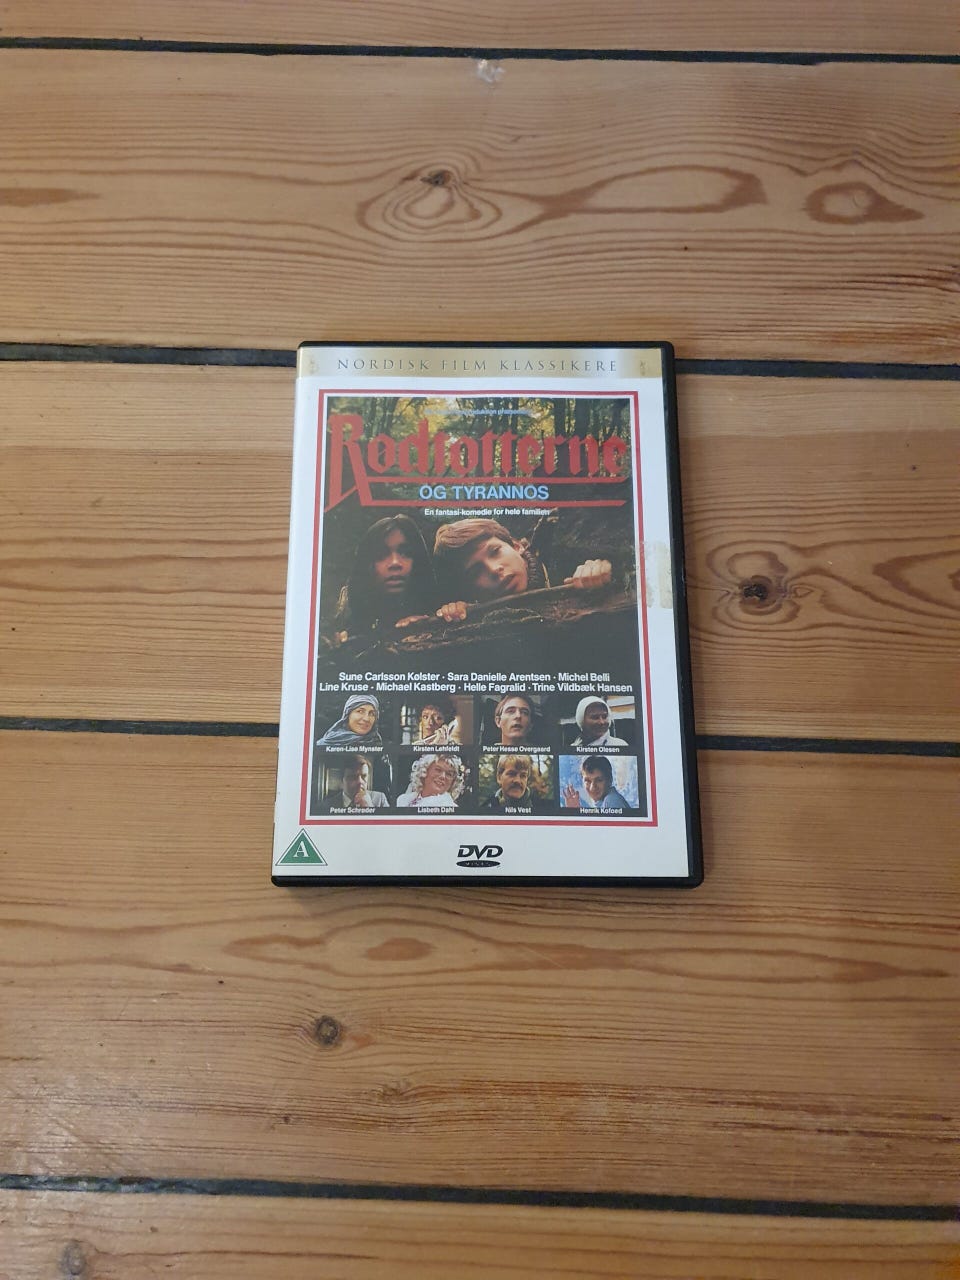 NORDISK FILM KLASSIKERE
Rødtotterne
OG TYRANNOS
En fantasi-komedie for hele familien
Sune Carlsson Kølster · Sara Danielle Arentsen · Michel Belli
Line Kruse · Michael Kastberg · Helle Fagralid · Trine Vildbæk Hansen
Karen-Lise Mynster Kirsten Lehfeldt Peter Hesse Overgaard Kirsten Olesen
Peter Schrøder Lisbeth Dahl Nils Vest Henrik Kofoed
A
DVD
VIDEO